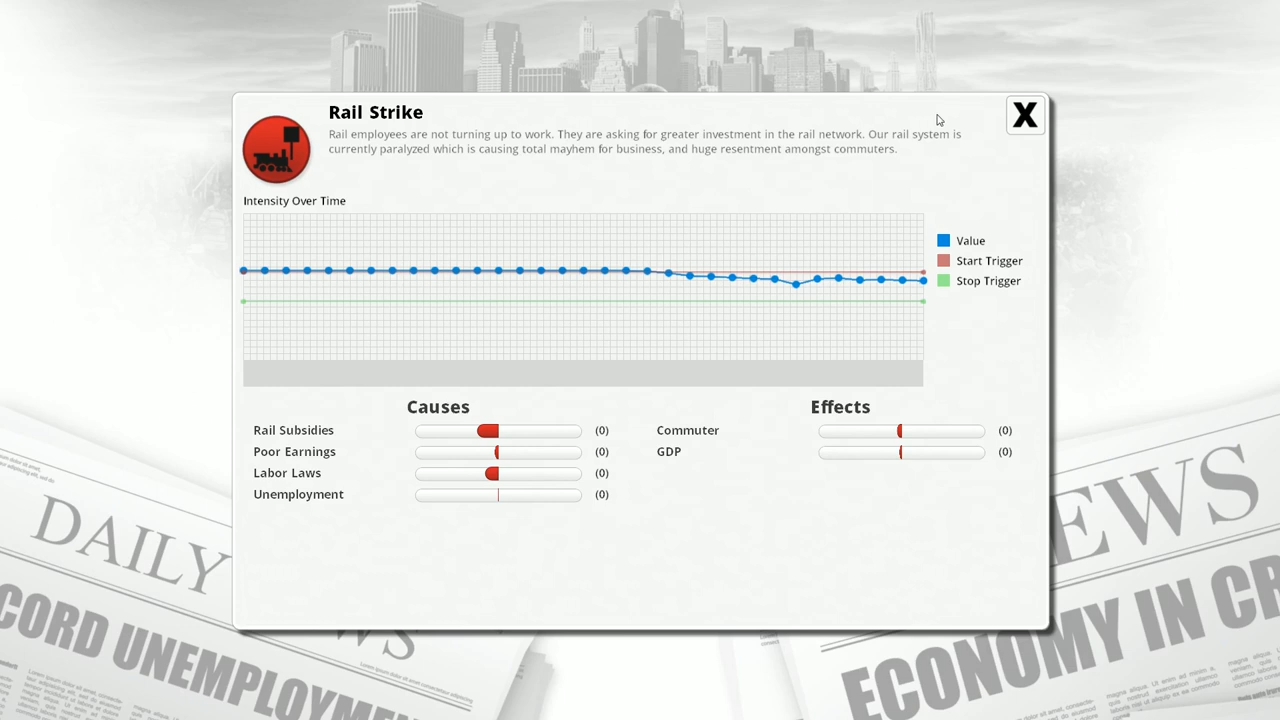 Rail Strike
Rail employees are not turning up to work. They are asking for greater investment in the rail network. Our rail system is
currently paralyzed which is causing total mayhem for business, and huge resentment amongst commuters.
X
Intensity Over Time
Value
Start Trigger
Stop Trigger
Causes
Effects
Rail Subsidies (0)
Commuter (0)
Poor Earnings (0)
GDP (0)
Labor Laws (0)
Unemployment (0)
DAILY
WS
EWS
CORD UNEMPLOYM
ECONOMY IN CR